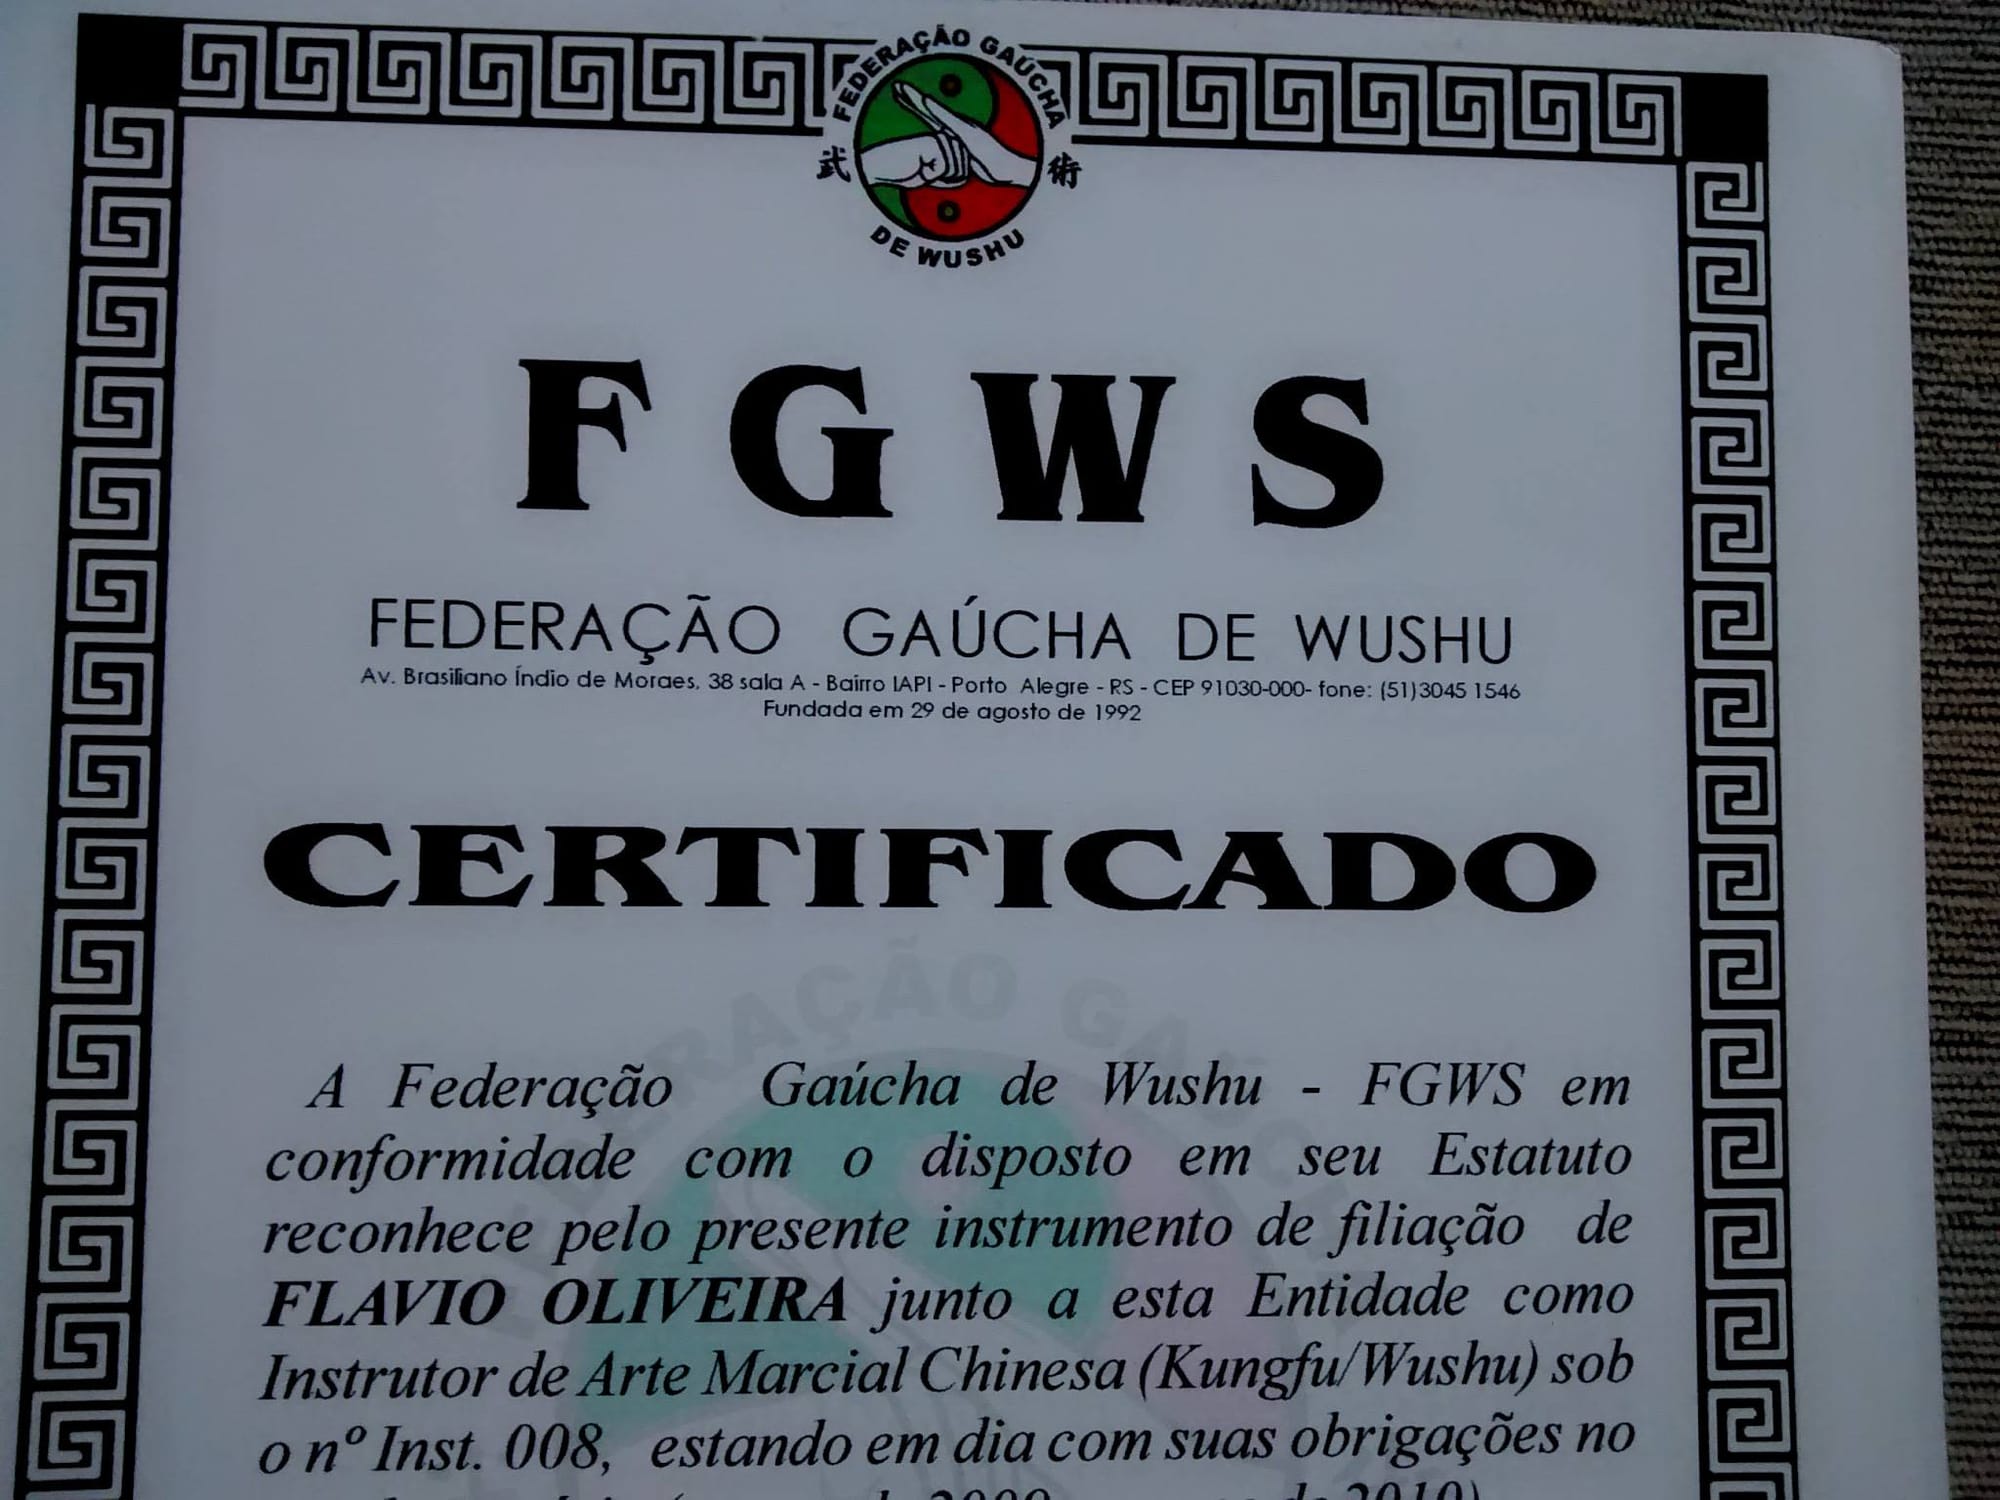 FEDERAÇÃO GAÚCHA
武 術
DE WUSHU
F G W S
FEDERAÇÃO GAÚCHA DE WUSHU
Av. Brasiliano Índio de Moraes, 38 sala A - Bairro IAPI - Porto Alegre - RS - CEP 91030-000- fone: (51)3045 1546
Fundada em 29 de agosto de 1992
CERTIFICADO
FEDERAÇÃO GAÚCHA
A Federação Gaúcha de Wushu - FGWS em
conformidade com o disposto em seu Estatuto
reconhece pelo presente instrumento de filiação de
FLAVIO OLIVEIRA junto a esta Entidade como
Instrutor de Arte Marcial Chinesa (Kungfu/Wushu) sob
o nº Inst. 008, estando em dia com suas obrigações no
de 2010)